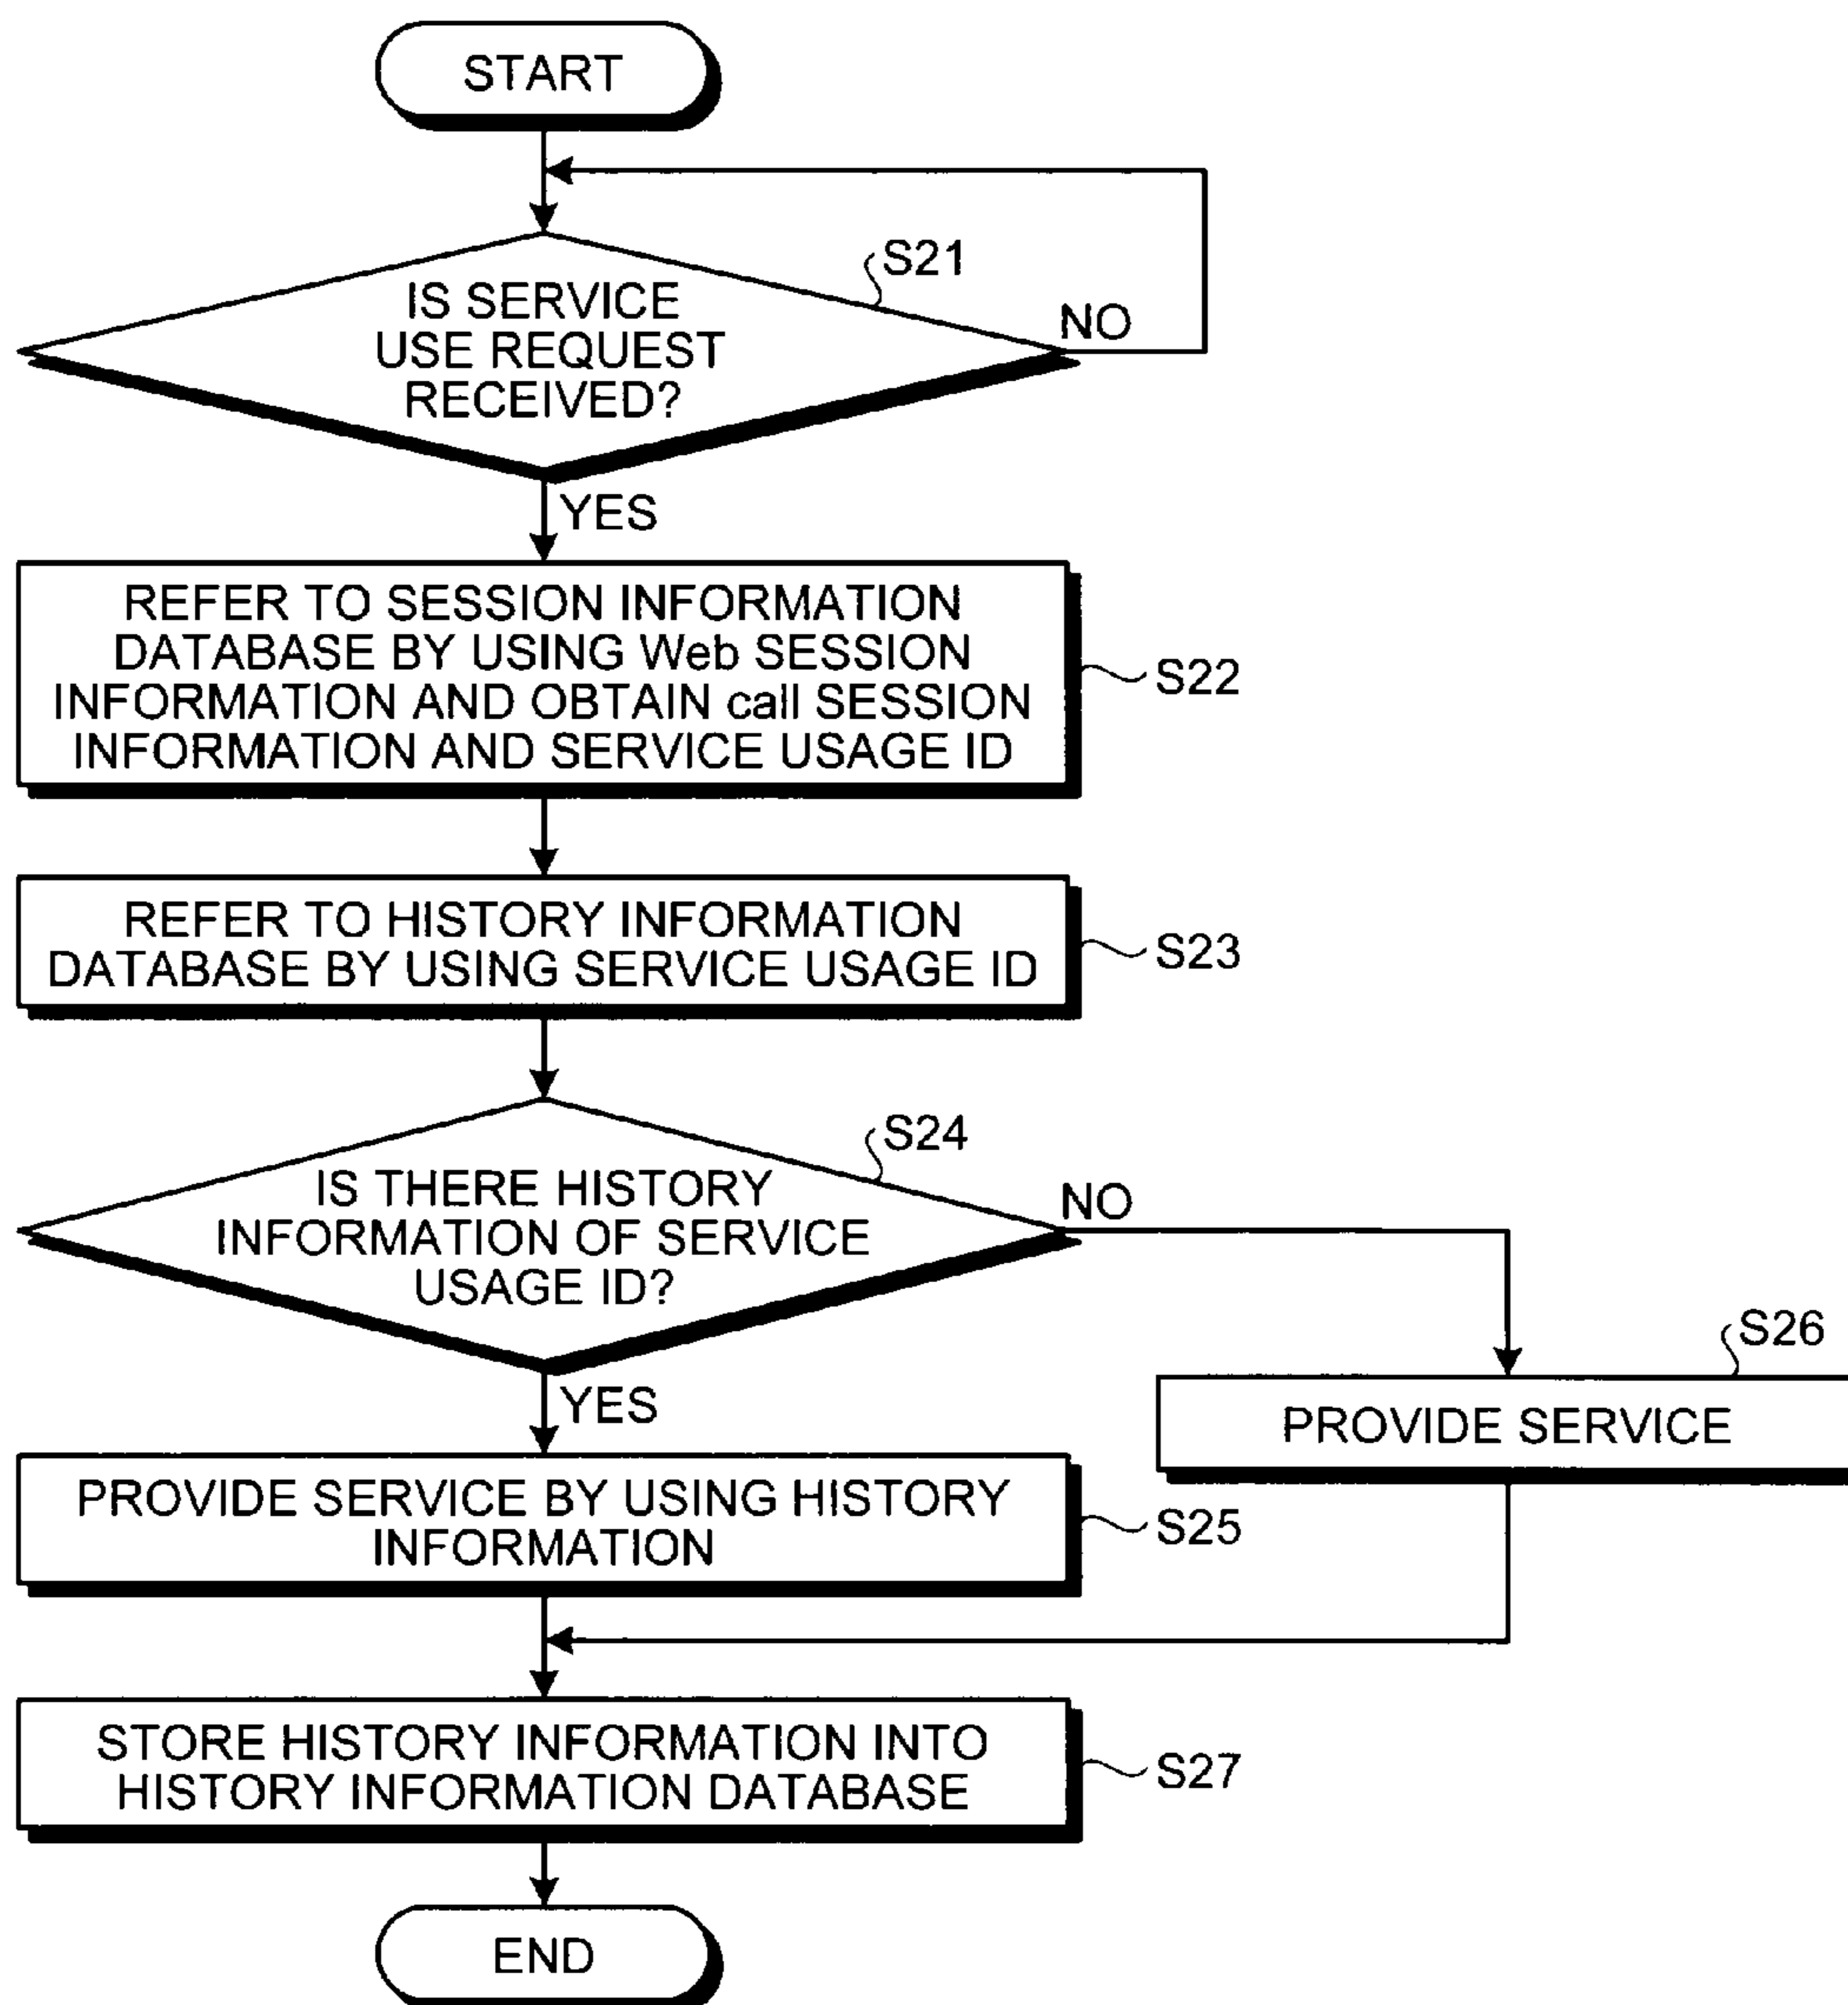 START
S21
IS SERVICE
USE REQUEST
RECEIVED?
NO
YES
REFER TO SESSION INFORMATION
DATABASE BY USING Web SESSION
INFORMATION AND OBTAIN call SESSION
INFORMATION AND SERVICE USAGE ID
S22
REFER TO HISTORY INFORMATION
DATABASE BY USING SERVICE USAGE ID
S23
S24
IS THERE HISTORY
INFORMATION OF SERVICE
USAGE ID?
NO
YES
S26
PROVIDE SERVICE
PROVIDE SERVICE BY USING HISTORY
INFORMATION
S25
STORE HISTORY INFORMATION INTO
HISTORY INFORMATION DATABASE
S27
END